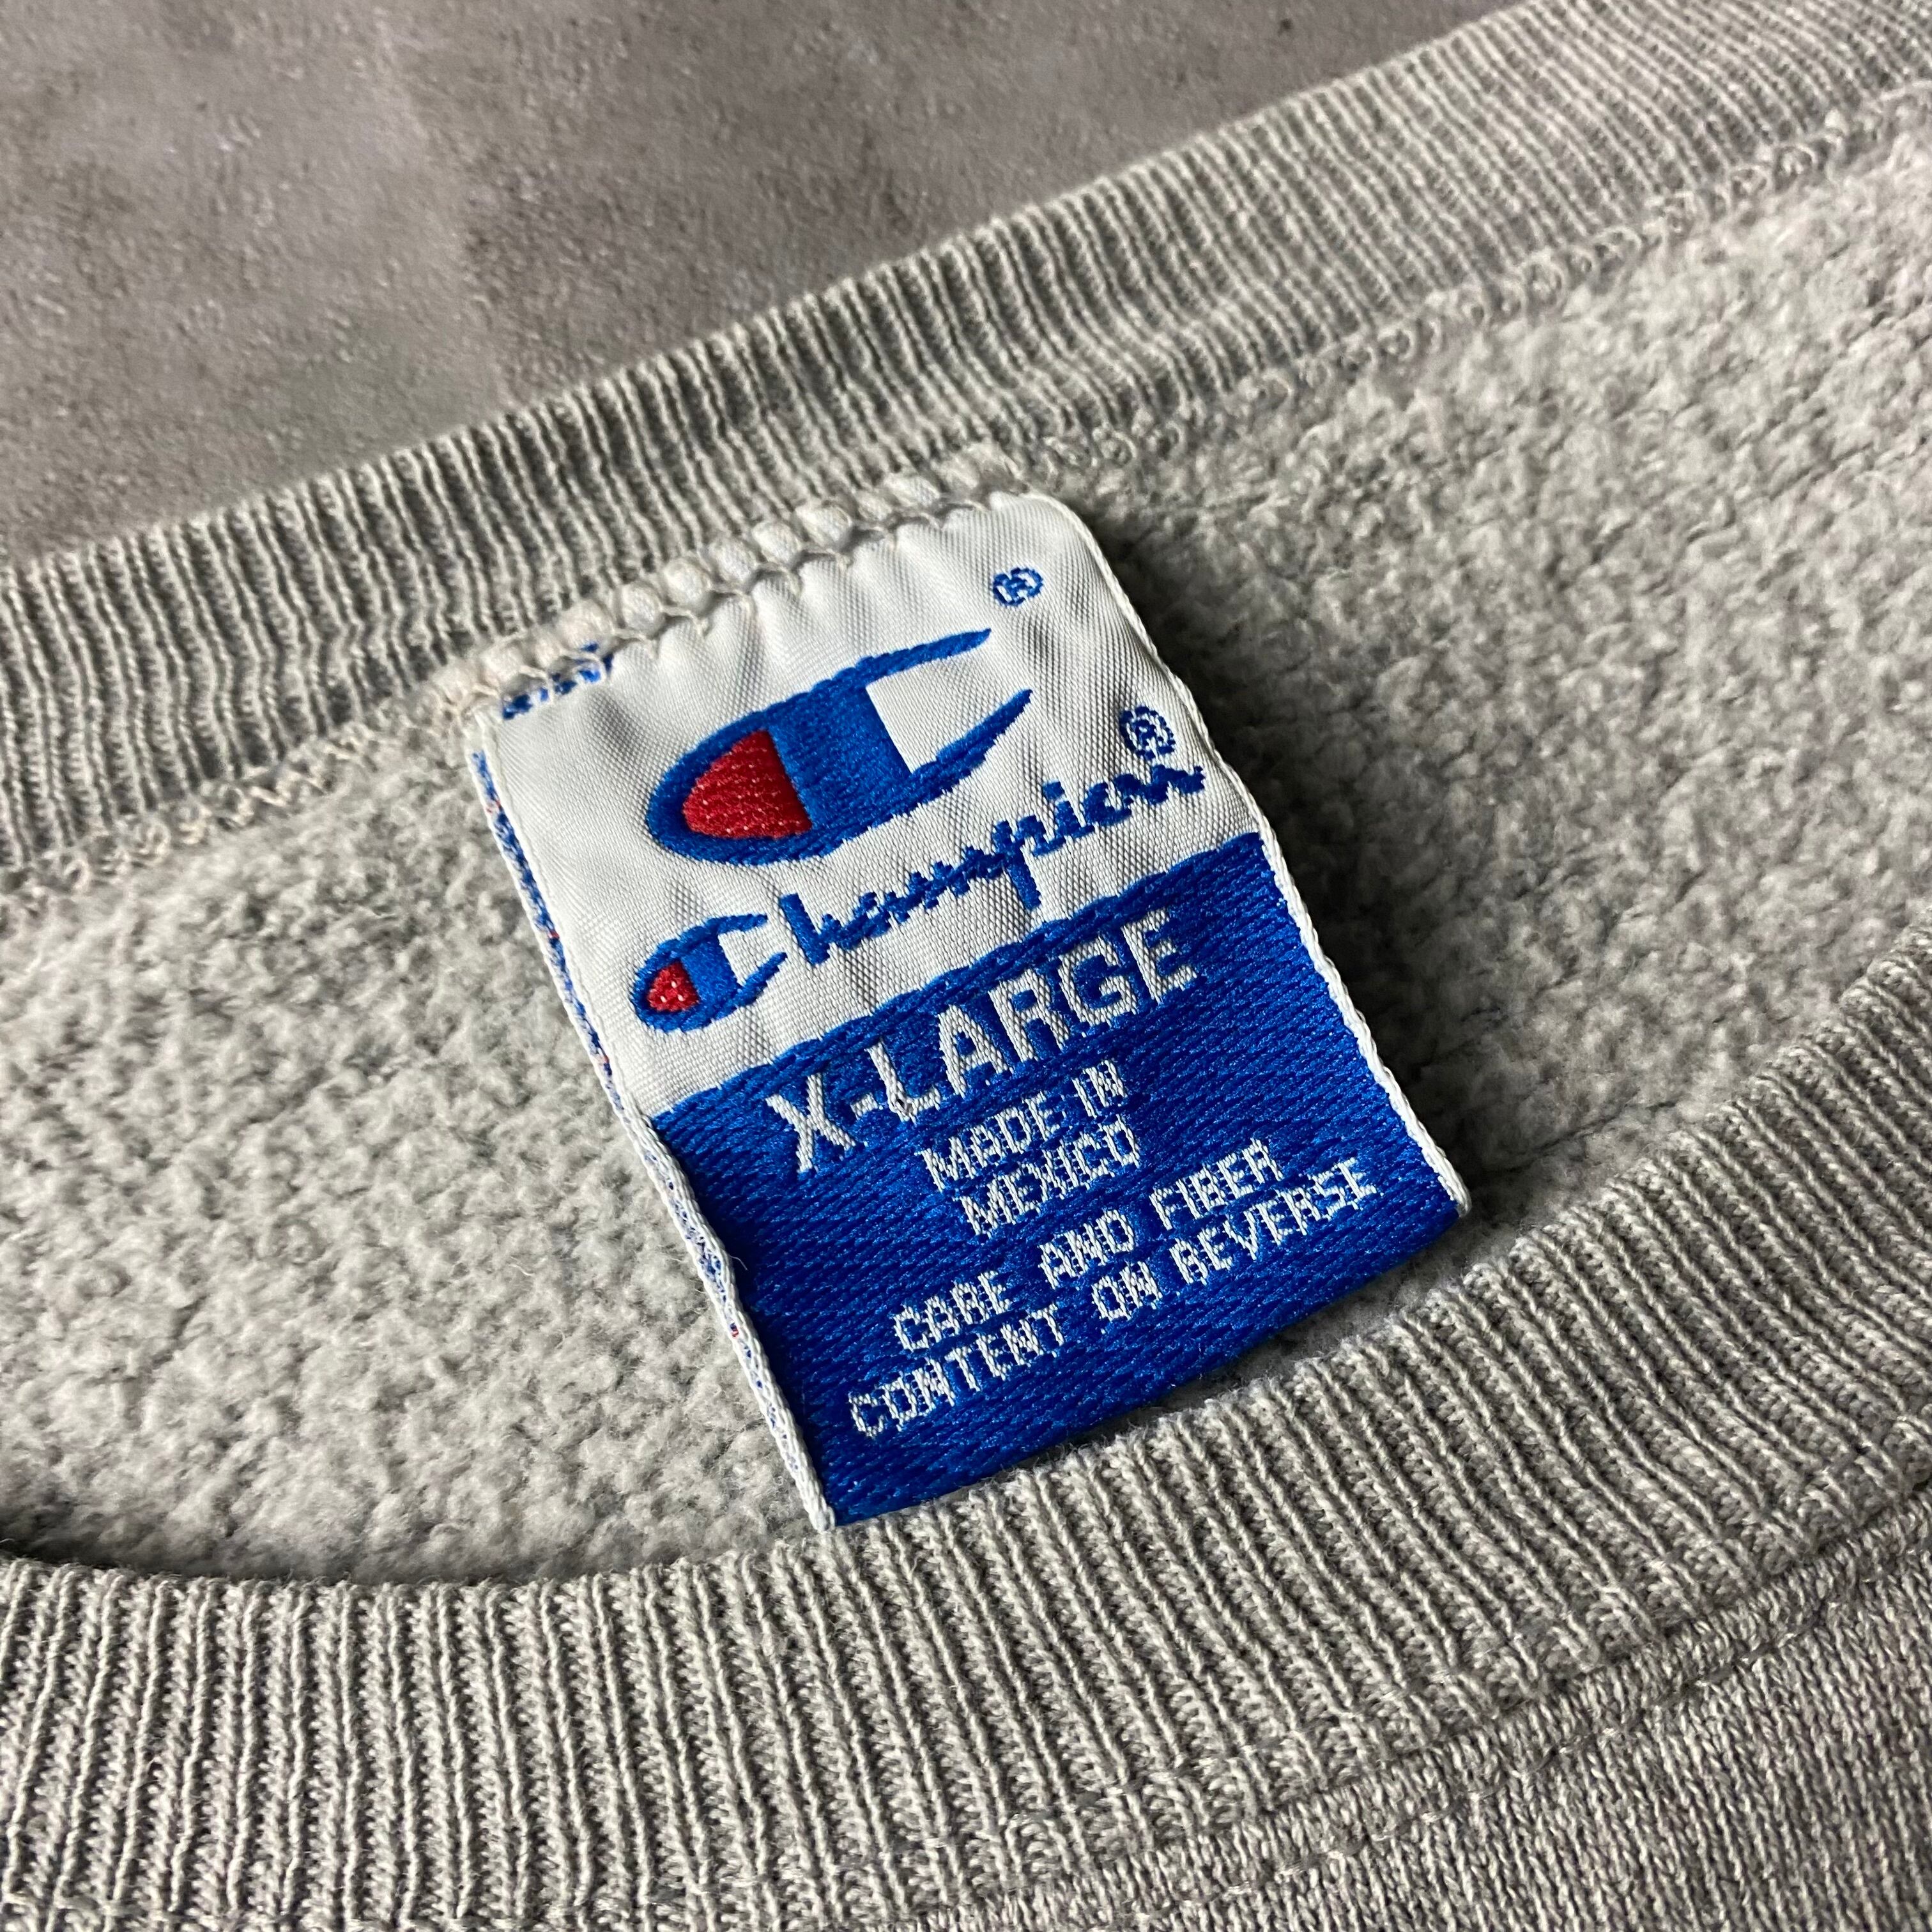 ®
Champion®
X-LARGE
MADE IN
MEXICO
CARE AND FIBER
CONTENT ON REVERSE